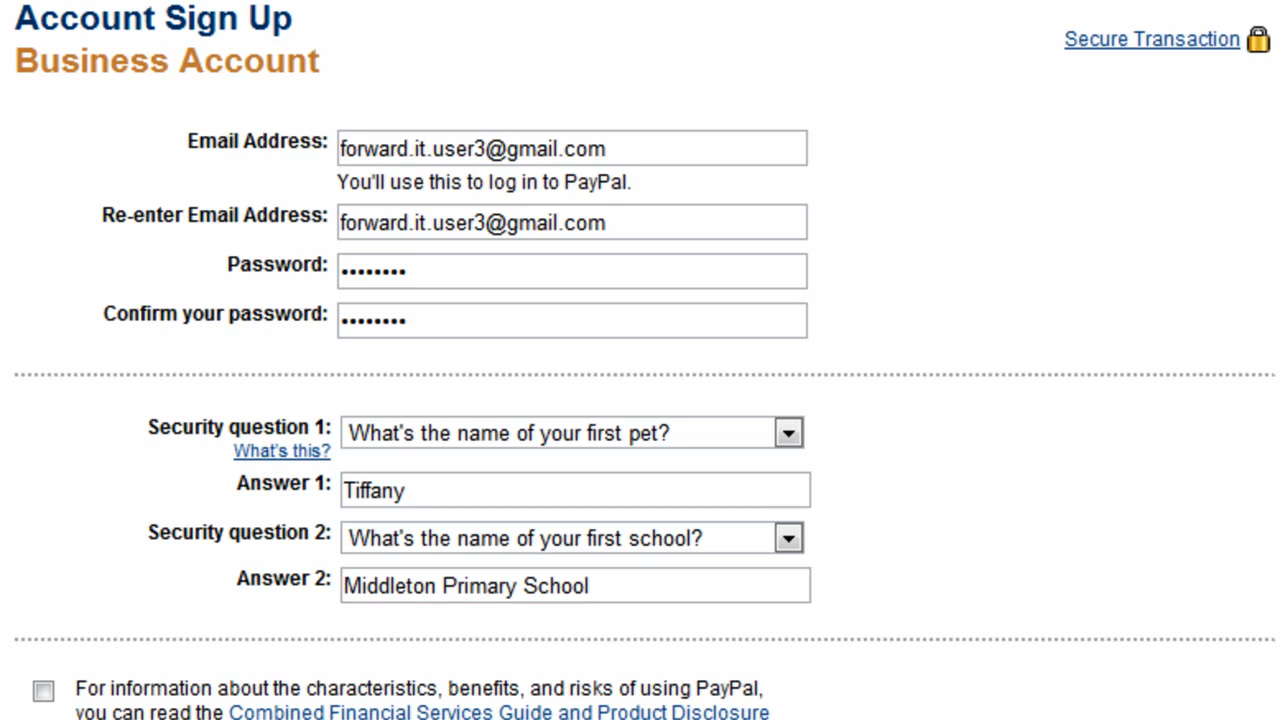 Account Sign Up
Business Account
Secure Transaction
Email Address: forward.it.user3@gmail.com
You'll use this to log in to PayPal.
Re-enter Email Address: forward.it.user3@gmail.com
Password: ••••••••
Confirm your password: ••••••••
Security question 1: What's the name of your first pet?
What's this?
Answer 1: Tiffany
Security question 2: What's the name of your first school?
Answer 2: Middleton Primary School
For information about the characteristics, benefits, and risks of using PayPal,
you can read the Combined Financial Services Guide and Product Disclosure